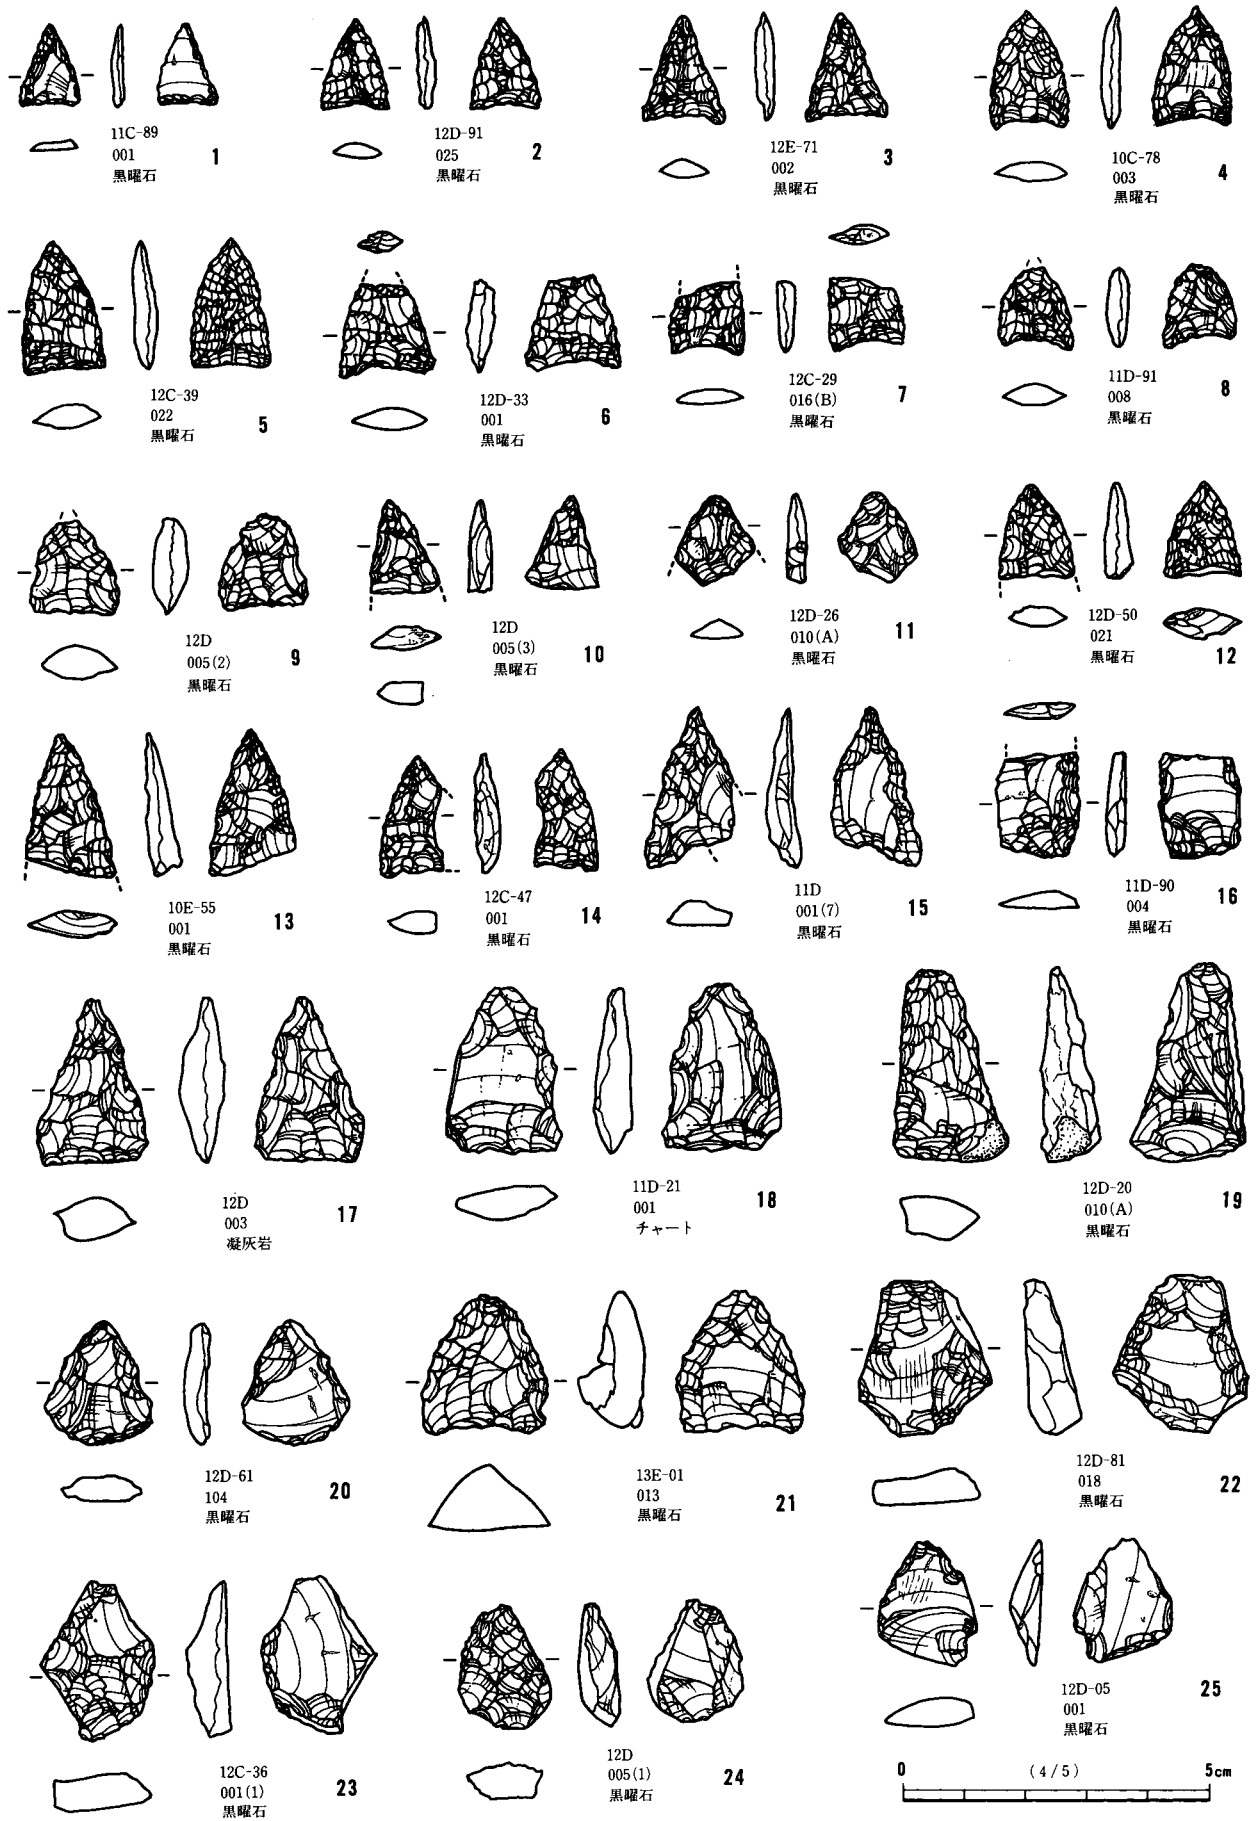 11C-89
001
黒曜石
1
12D-91
025
黒曜石
2
12E-71
002
黒曜石
3
10C-78
003
黒曜石
4
12C-39
022
黒曜石
5
12D-33
001
黒曜石
6
12C-29
016(B)
黒曜石
7
11D-91
008
黒曜石
8
12D
005(2)
黒曜石
9
12D
005(3)
黒曜石
10
12D-26
010(A)
黒曜石
11
12D-50
021
黒曜石
12
10E-55
001
黒曜石
13
12C-47
001
黒曜石
14
11D
001(7)
黒曜石
15
11D-90
004
黒曜石
16
12D
003
凝灰岩
17
11D-21
001
チャート
18
12D-20
010(A)
黒曜石
19
12D-61
104
黒曜石
20
13E-01
013
黒曜石
21
12D-81
018
黒曜石
22
12C-36
001(1)
黒曜石
23
12D
005(1)
黒曜石
24
12D-05
001
黒曜石
25
0 (4/5) 5cm